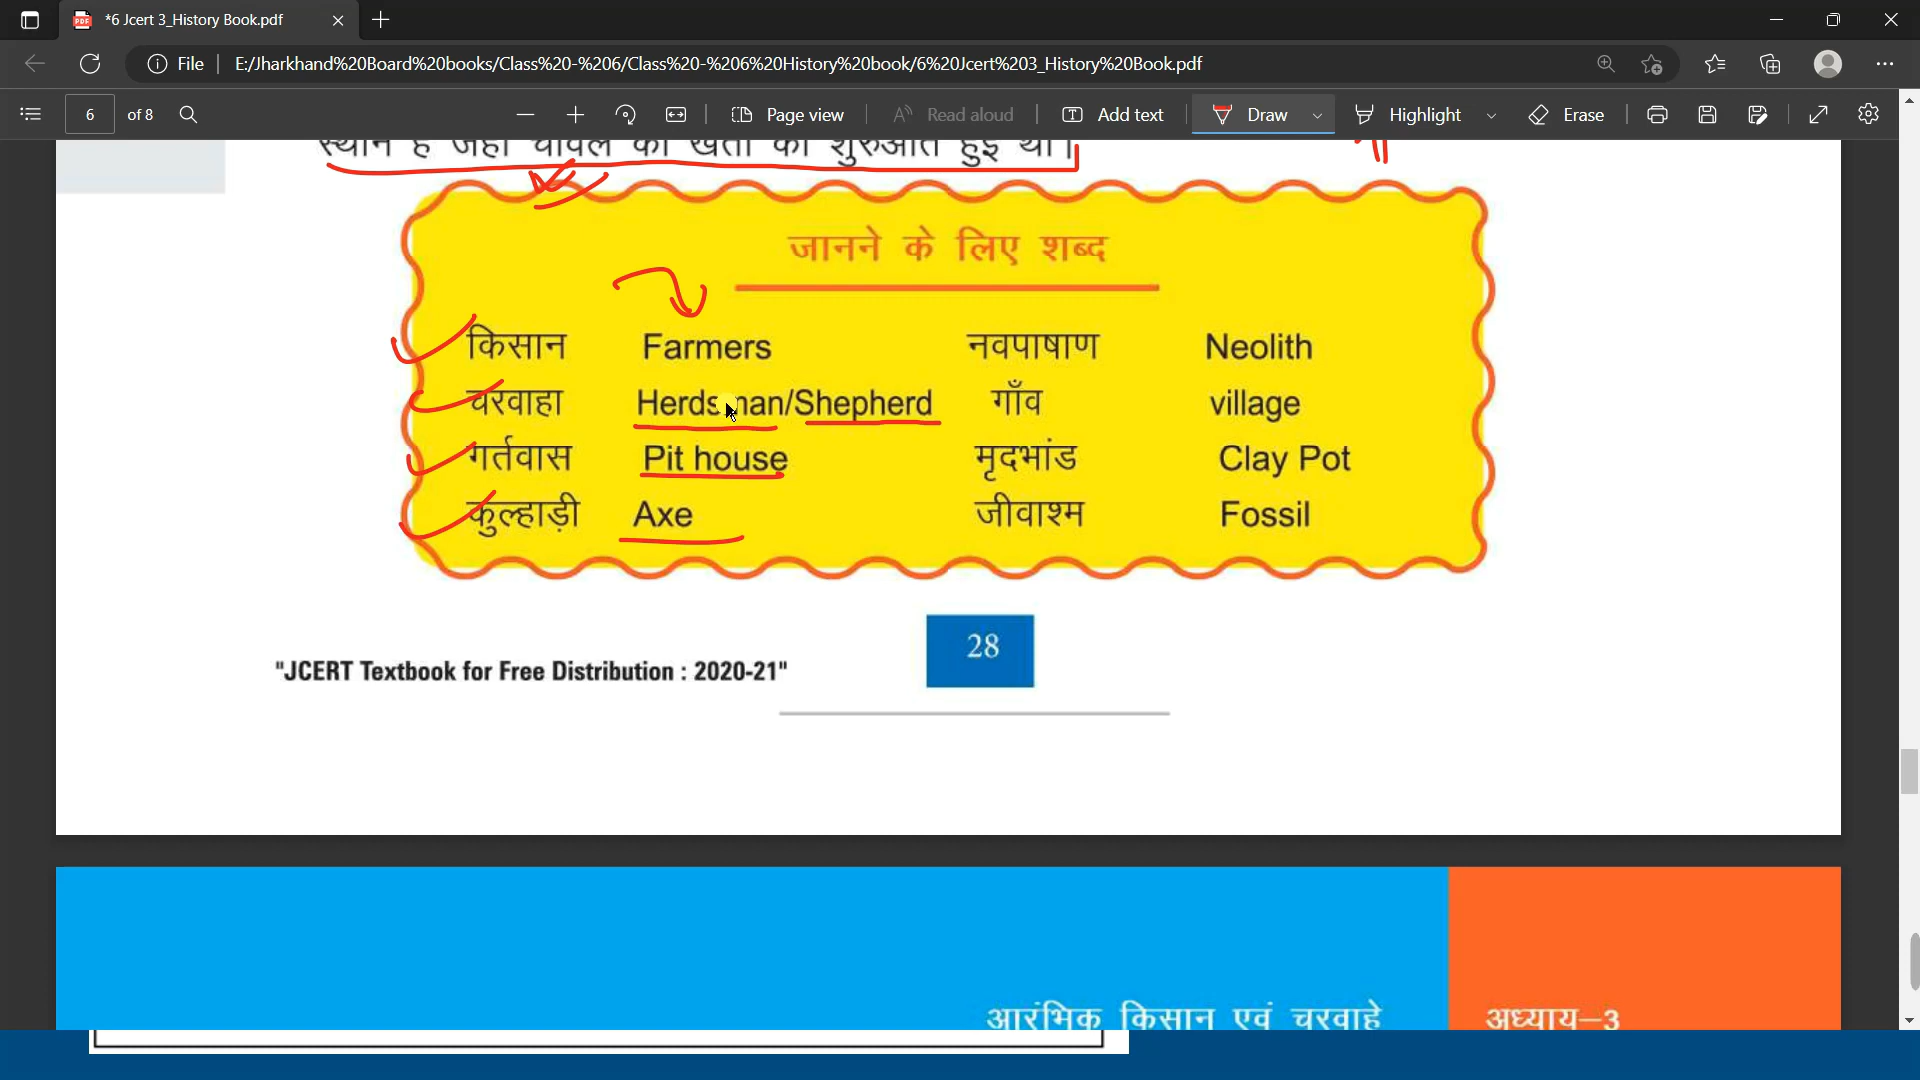 *6 Jcert 3_History Book.pdf
File E:/Jharkhand%20Board%20books/Class%20-%206/Class%20-%206%20History%20book/6%20Jcert%203_History%20Book.pdf
6 of 8 Page view Read aloud Add text Draw Highlight Erase
स्थान है जहाँ चावल की खेती की शुरुआत हुई थी।
जानने के लिए शब्द
किसान Farmers नवपाषाण Neolith
चरवाहा Herdsman/Shepherd गाँव village
गर्तवास Pit house मृदभांड Clay Pot
कुल्हाड़ी Axe जीवाश्म Fossil
28
"JCERT Textbook for Free Distribution : 2020-21"
आरंभिक किसान एवं चरवाहे अध्याय–3